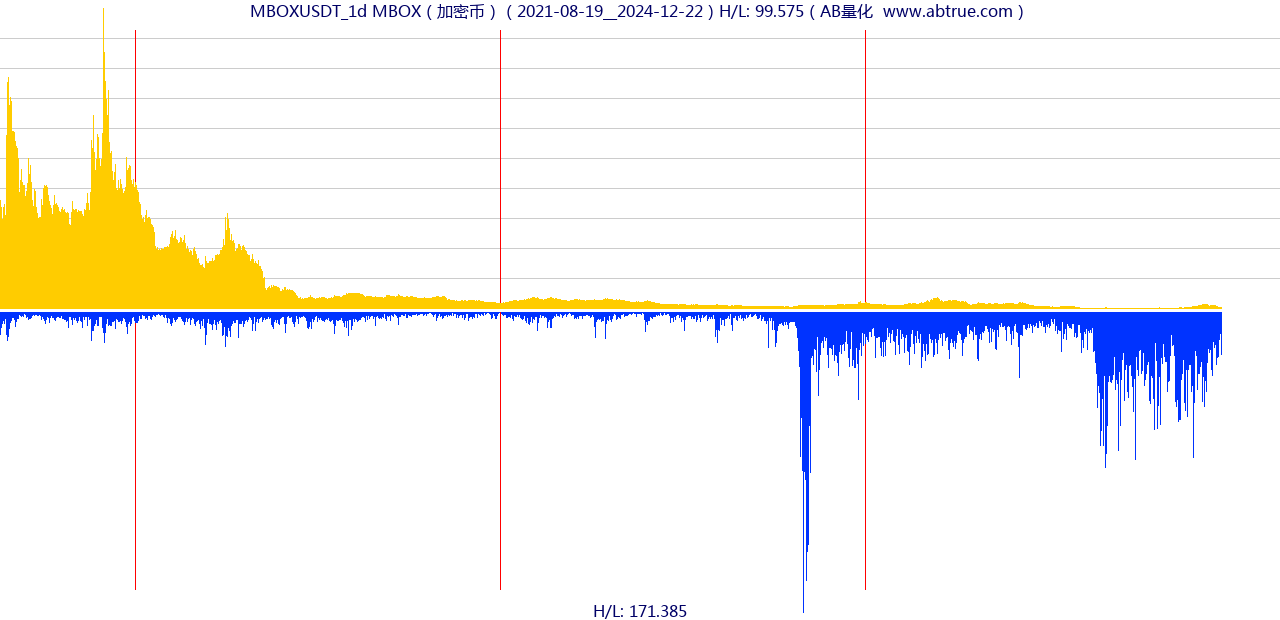 MBOXUSDT_1d MBOX ( 加密币 ) ( 2021-08-19__2024-12-22 ) H/L: 99.575 ( AB量化  www.abtrue.com )
H/L: 171.385